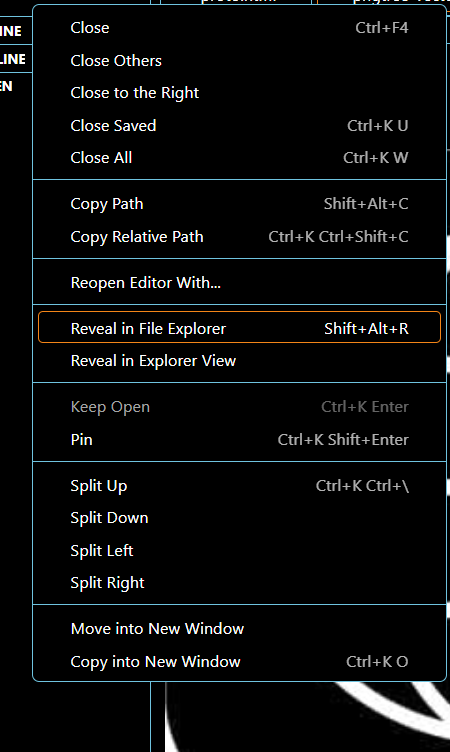 INE
LINE
EN
Close Ctrl+F4
Close Others
Close to the Right
Close Saved Ctrl+K U
Close All Ctrl+K W
Copy Path Shift+Alt+C
Copy Relative Path Ctrl+K Ctrl+Shift+C
Reopen Editor With...
Reveal in File Explorer Shift+Alt+R
Reveal in Explorer View
Keep Open Ctrl+K Enter
Pin Ctrl+K Shift+Enter
Split Up Ctrl+K Ctrl+\
Split Down
Split Left
Split Right
Move into New Window
Copy into New Window Ctrl+K O